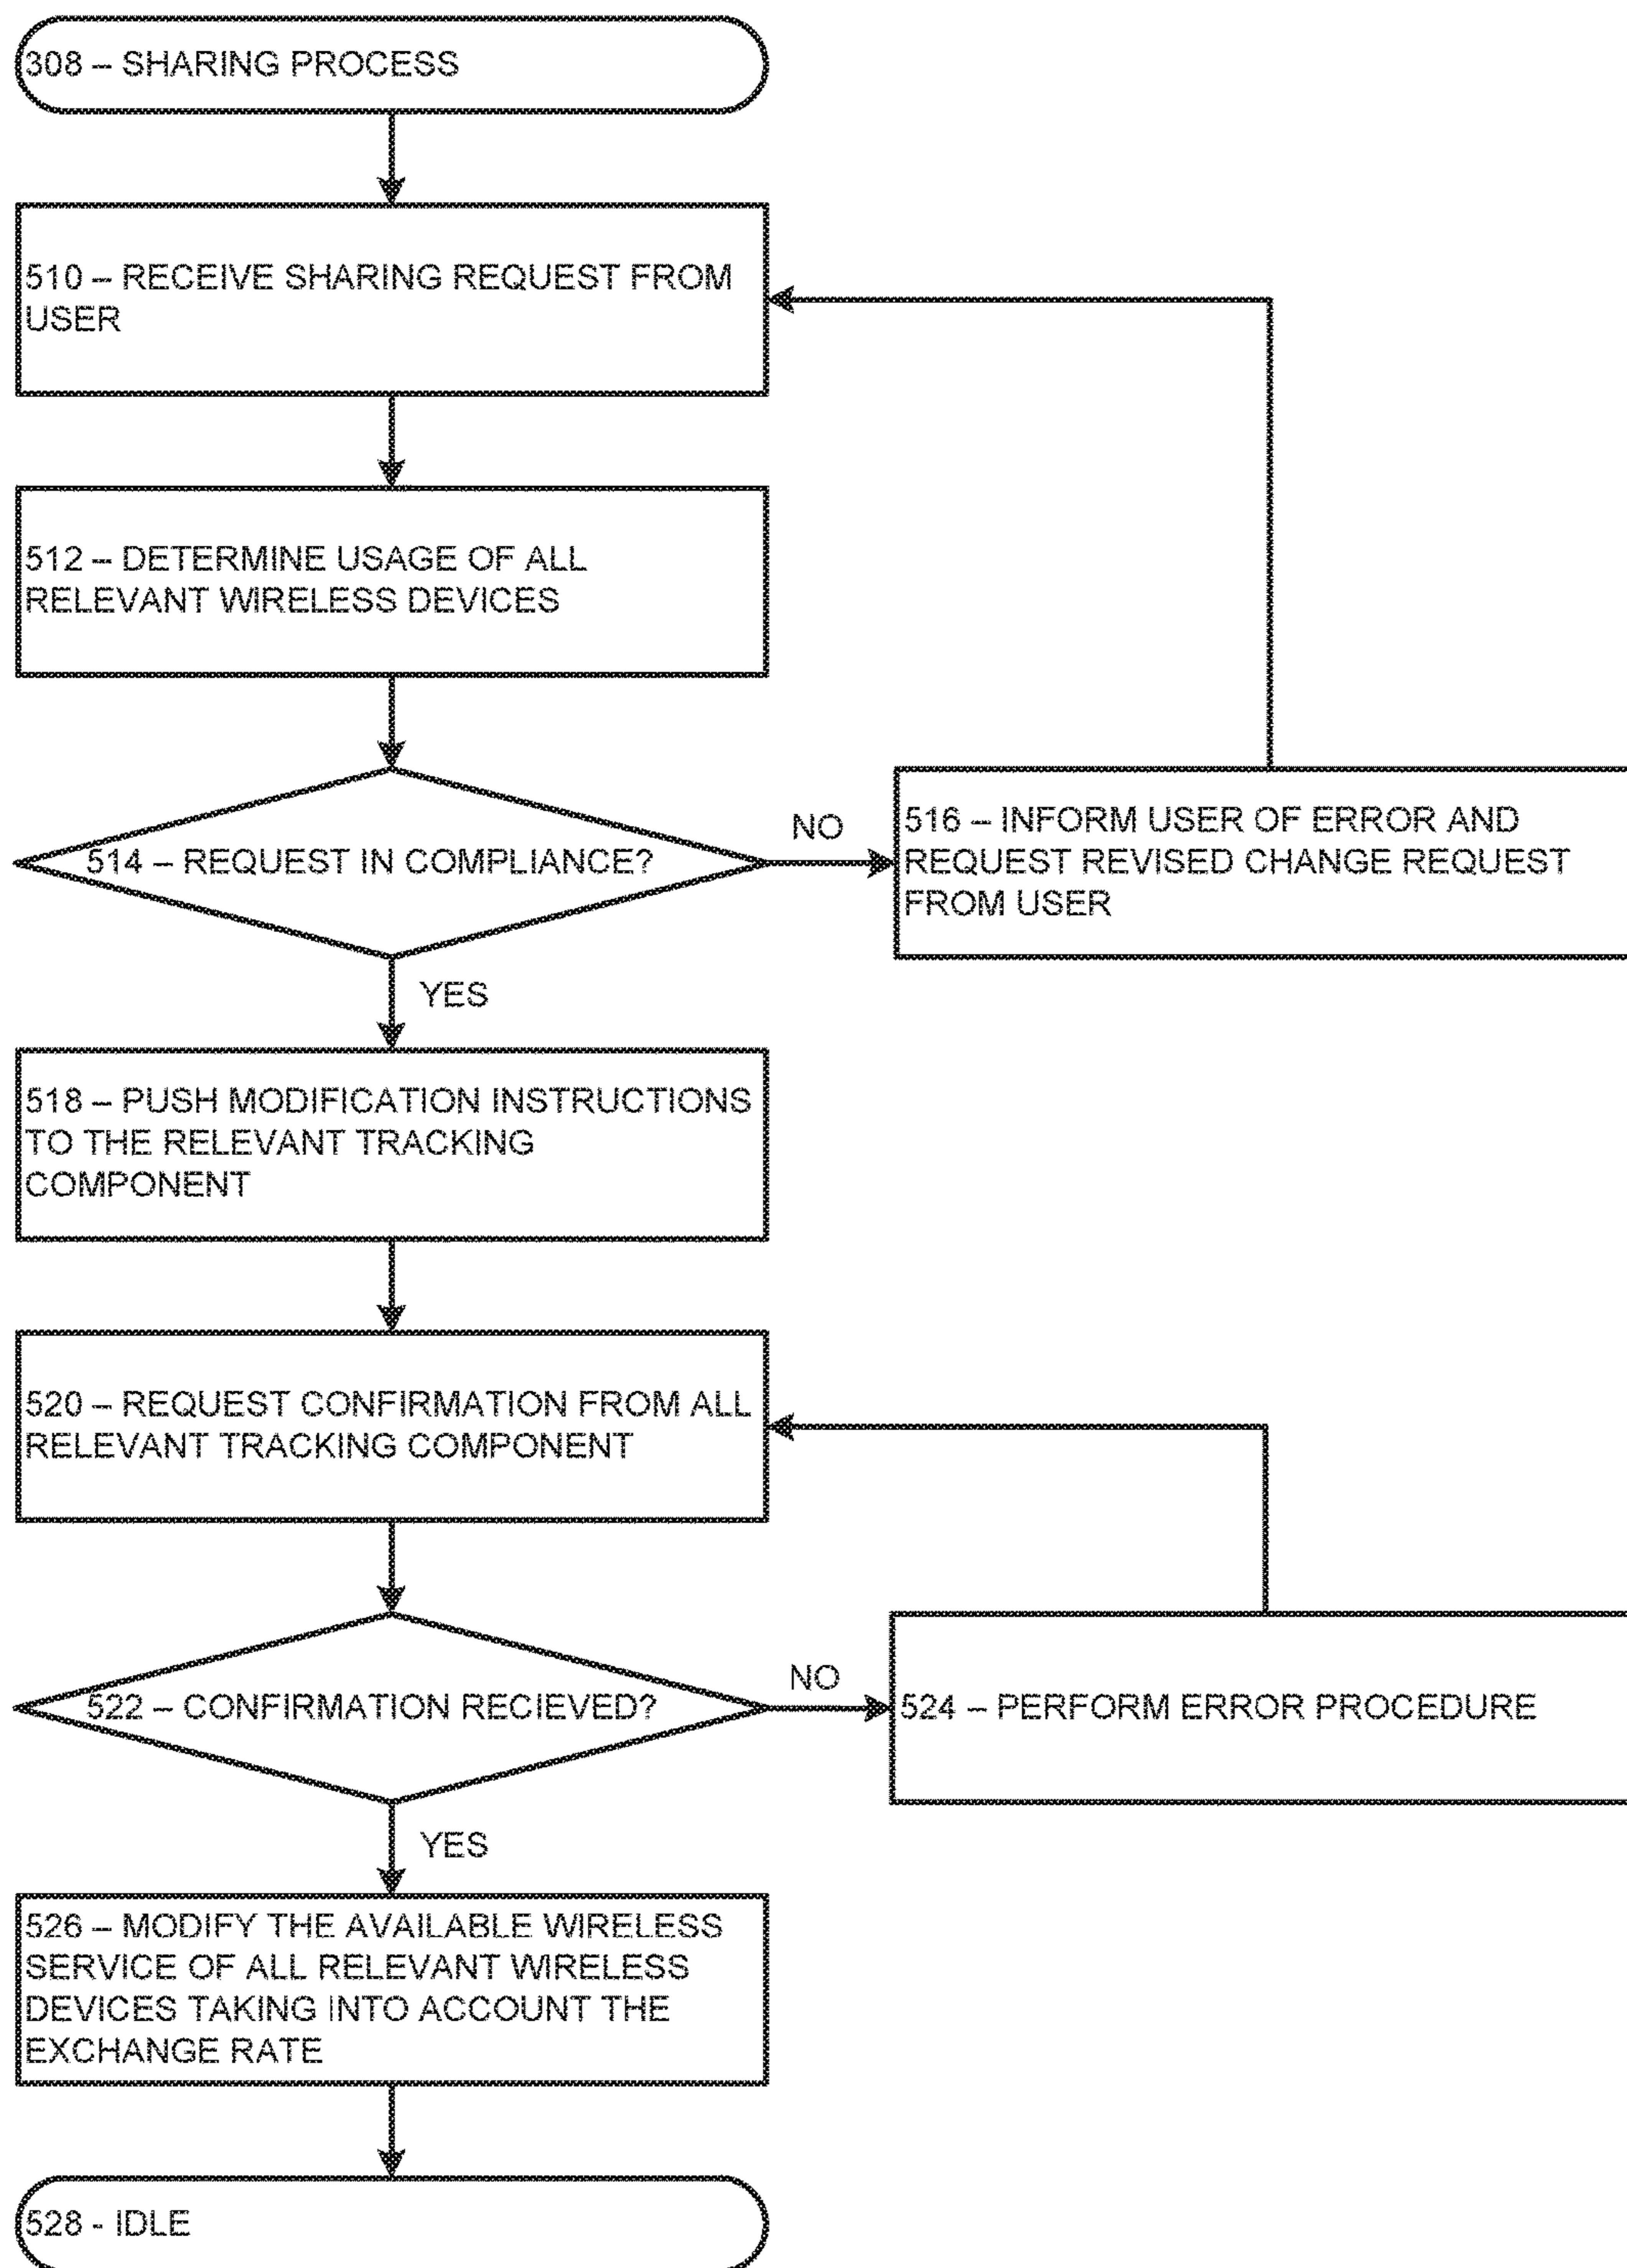 308 – SHARING PROCESS
510 – RECEIVE SHARING REQUEST FROM
USER
512 – DETERMINE USAGE OF ALL
RELEVANT WIRELESS DEVICES
514 – REQUEST IN COMPLIANCE?
NO
516 – INFORM USER OF ERROR AND
REQUEST REVISED CHANGE REQUEST
FROM USER
YES
518 – PUSH MODIFICATION INSTRUCTIONS
TO THE RELEVANT TRACKING
COMPONENT
520 – REQUEST CONFIRMATION FROM ALL
RELEVANT TRACKING COMPONENT
522 – CONFIRMATION RECIEVED?
NO
524 – PERFORM ERROR PROCEDURE
YES
526 – MODIFY THE AVAILABLE WIRELESS
SERVICE OF ALL RELEVANT WIRELESS
DEVICES TAKING INTO ACCOUNT THE
EXCHANGE RATE
528 - IDLE